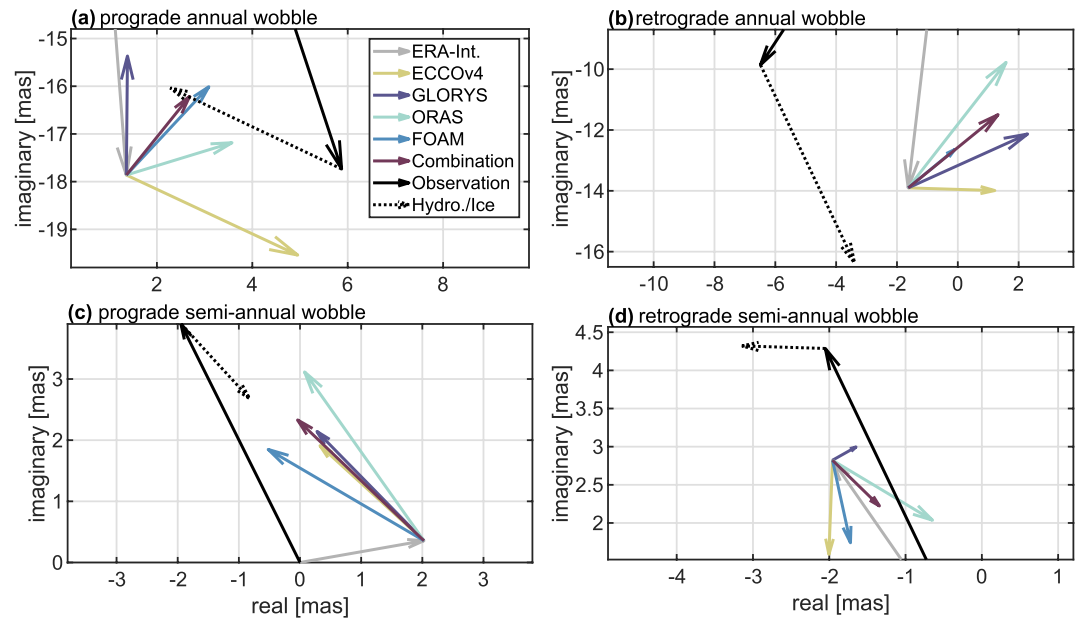 (a) prograde annual wobble
-15
-16
-17
-18
-19
imaginary [mas]
2
4
6
8
ERA-Int.
ECCOv4
GLORYS
ORAS
FOAM
Combination
Observation
Hydro./Ice
(b) retrograde annual wobble
-10
-12
-14
-16
imaginary [mas]
-10
-8
-6
-4
-2
0
2
(c) prograde semi-annual wobble
3
2
1
0
imaginary [mas]
-3
-2
-1
0
1
2
3
real [mas]
(d) retrograde semi-annual wobble
4.5
4
3.5
3
2.5
2
imaginary [mas]
-4
-3
-2
-1
0
1
real [mas]